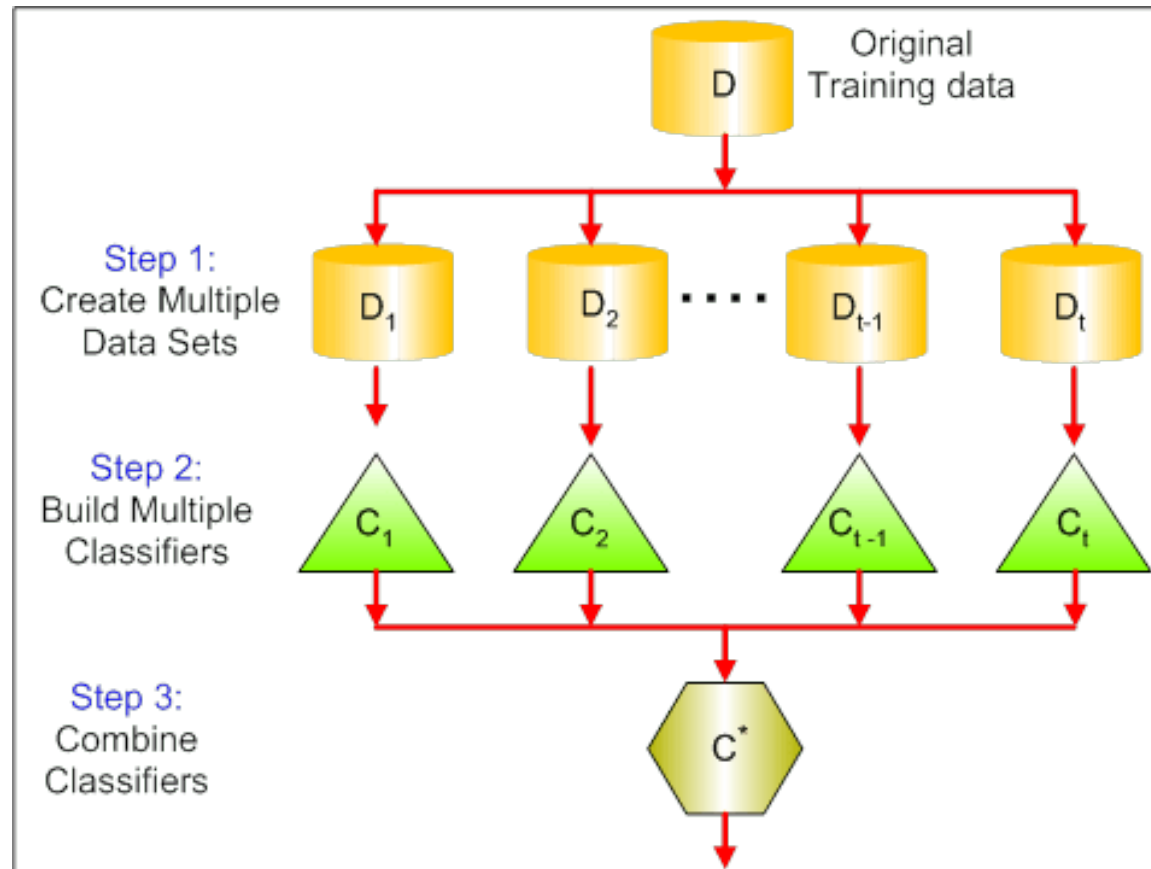 D
Original
Training data
Step 1:
Create Multiple
Data Sets
D₁
D₂
....
Dₜ₋₁
Dₜ
Step 2:
Build Multiple
Classifiers
C₁
C₂
Cₜ₋₁
Cₜ
Step 3:
Combine
Classifiers
C*